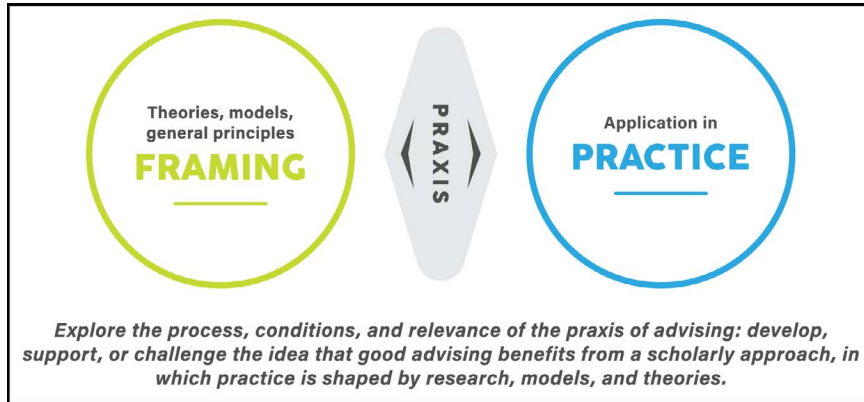 Theories, models,
general principles
FRAMING
PRAXIS
Application in
PRACTICE
Explore the process, conditions, and relevance of the praxis of advising: develop,
support, or challenge the idea that good advising benefits from a scholarly approach, in
which practice is shaped by research, models, and theories.